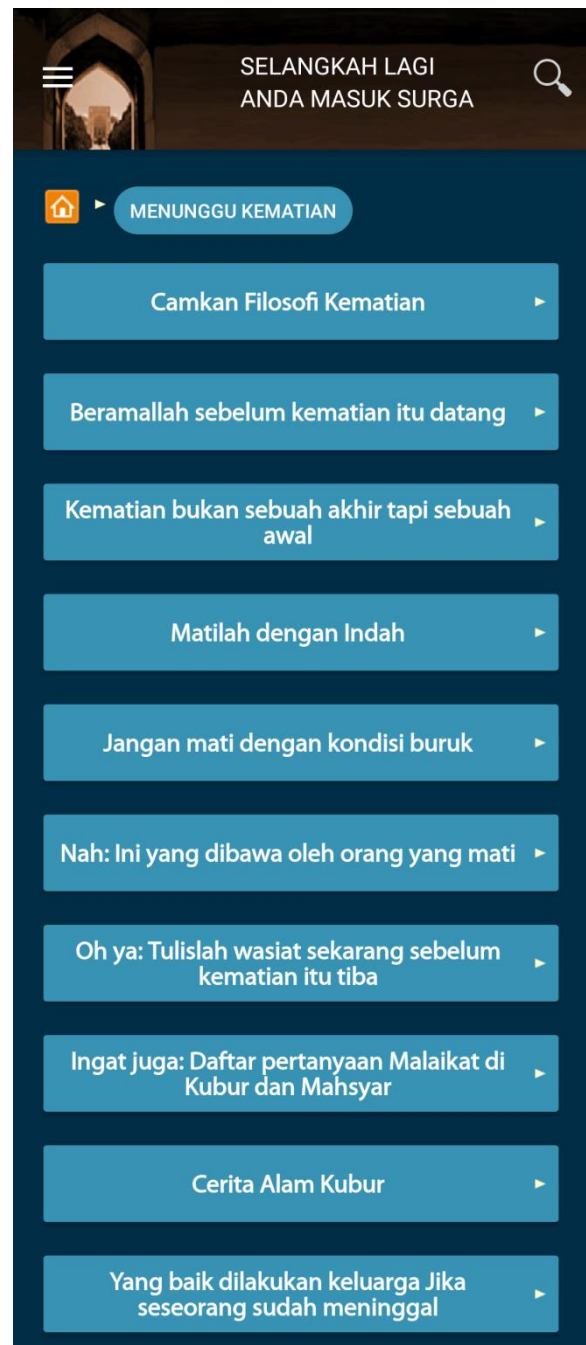 SELANGKAH LAGI
ANDA MASUK SURGA
MENUNGGU KEMATIAN
Camkan Filosofi Kematian
Beramallah sebelum kematian itu datang
Kematian bukan sebuah akhir tapi sebuah
awal
Matilah dengan Indah
Jangan mati dengan kondisi buruk
Nah: Ini yang dibawa oleh orang yang mati
Oh ya: Tulislah wasiat sekarang sebelum
kematian itu tiba
Ingat juga: Daftar pertanyaan Malaikat di
Kubur dan Mahsyar
Cerita Alam Kubur
Yang baik dilakukan keluarga Jika
seseorang sudah meninggal